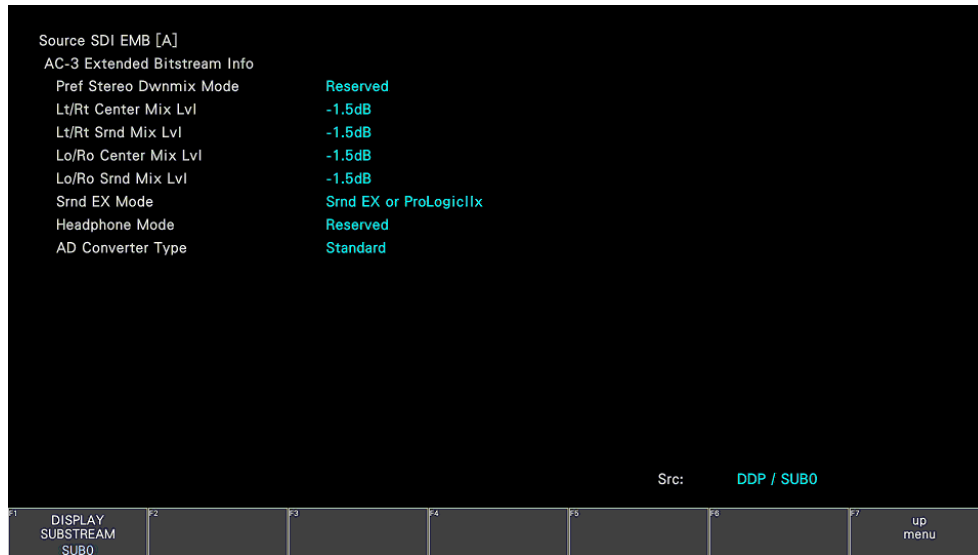 Source SDI EMB [A]
AC-3 Extended Bitstream Info
Pref Stereo Dwnmix Mode Reserved
Lt/Rt Center Mix Lvl -1.5dB
Lt/Rt Srnd Mix Lvl -1.5dB
Lo/Ro Center Mix Lvl -1.5dB
Lo/Ro Srnd Mix Lvl -1.5dB
Srnd EX Mode Srnd EX or ProLogicIIx
Headphone Mode Reserved
AD Converter Type Standard
Src: DDP / SUB0
F1 F2 F3 F4 F5 F6 F7
DISPLAY up
SUBSTREAM menu
SUB0